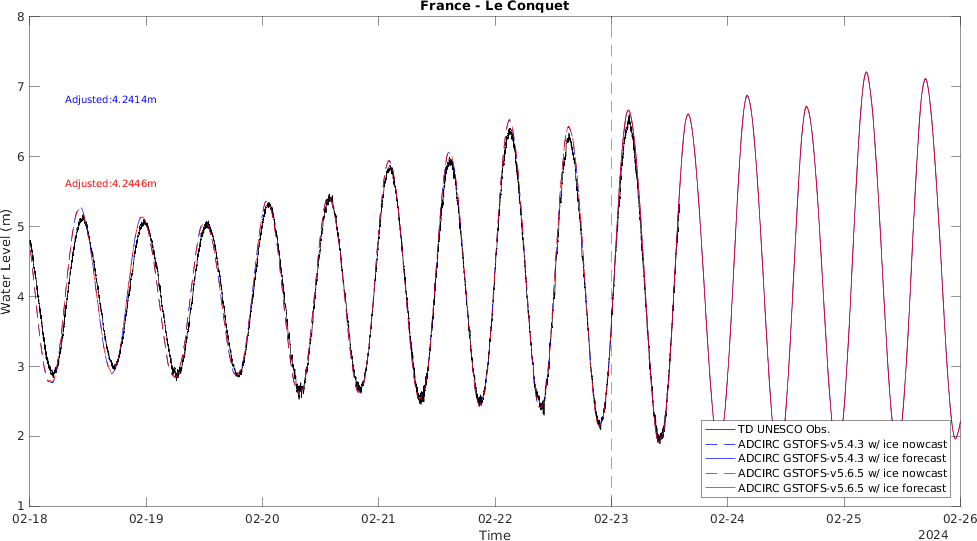 France - Le Conquet
8
7
6
5
4
3
2
1
Water Level (m)
Adjusted:4.2414m
Adjusted:4.2446m
TD UNESCO Obs.
ADCIRC GSTOFS-v5.4.3 w/ ice nowcast
ADCIRC GSTOFS-v5.4.3 w/ ice forecast
ADCIRC GSTOFS-v5.6.5 w/ ice nowcast
ADCIRC GSTOFS-v5.6.5 w/ ice forecast
02-18 02-19 02-20 02-21 02-22 02-23 02-24 02-25 02-26
Time
2024